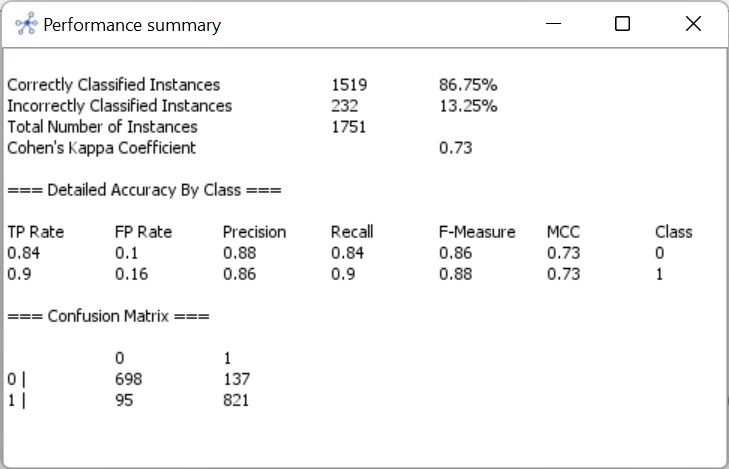 Performance summary
Correctly Classified Instances 1519 86.75%
Incorrectly Classified Instances 232 13.25%
Total Number of Instances 1751
Cohen's Kappa Coefficient 0.73
=== Detailed Accuracy By Class ===
TP Rate FP Rate Precision Recall F-Measure MCC Class
0.84 0.1 0.88 0.84 0.86 0.73 0
0.9 0.16 0.86 0.9 0.88 0.73 1
=== Confusion Matrix ===
0 1
0 | 698 137
1 | 95 821